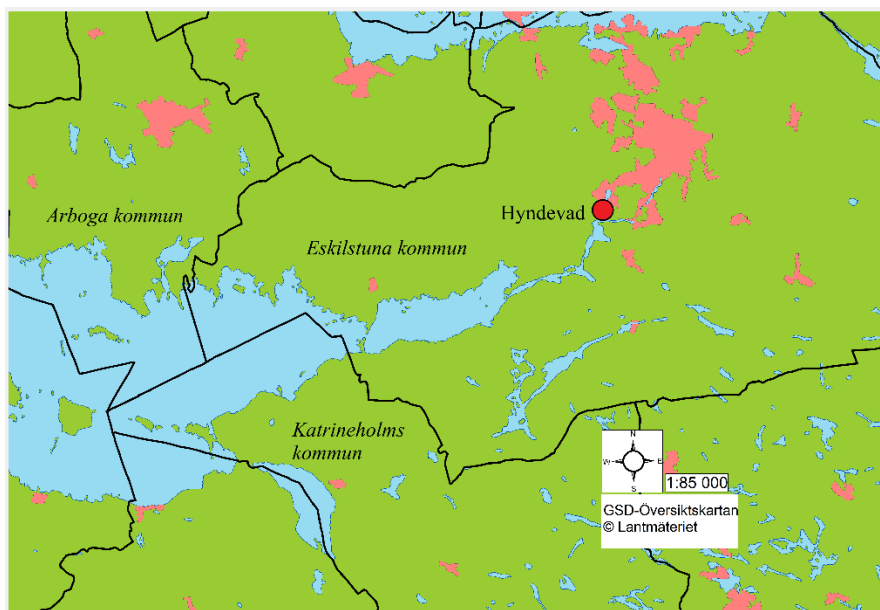 Arboga kommun
Hyndevad
Eskilstuna kommun
Katrineholms
kommun
N
W E
S
1:85 000
GSD-Översiktskartan
© Lantmäteriet